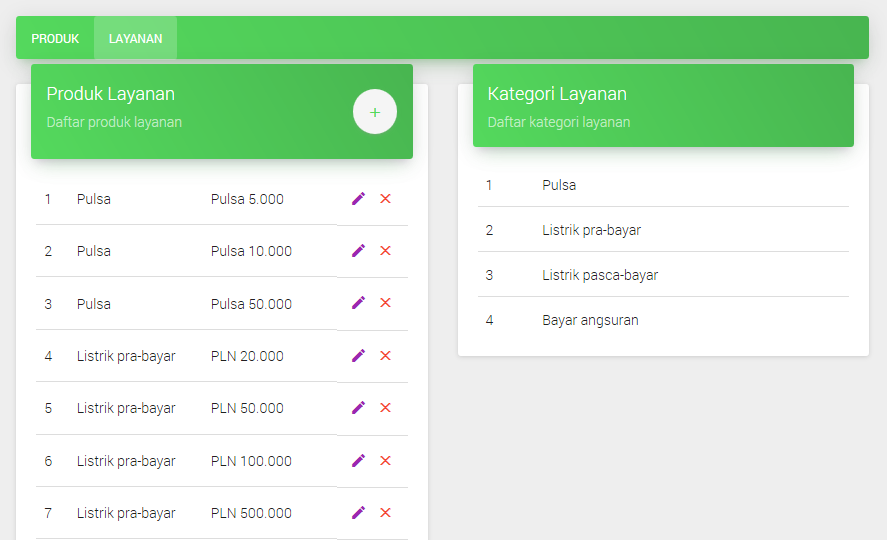 PRODUK LAYANAN
Produk Layanan
Daftar produk layanan
+
1 Pulsa Pulsa 5.000
2 Pulsa Pulsa 10.000
3 Pulsa Pulsa 50.000
4 Listrik pra-bayar PLN 20.000
5 Listrik pra-bayar PLN 50.000
6 Listrik pra-bayar PLN 100.000
7 Listrik pra-bayar PLN 500.000
Kategori Layanan
Daftar kategori layanan
1 Pulsa
2 Listrik pra-bayar
3 Listrik pasca-bayar
4 Bayar angsuran